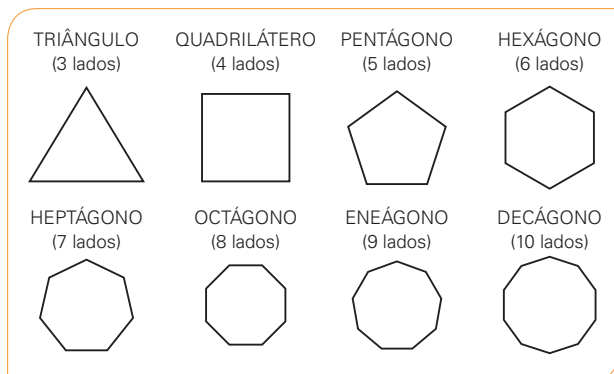 TRIÂNGULO
(3 lados)
QUADRILÁTERO
(4 lados)
PENTÁGONO
(5 lados)
HEXÁGONO
(6 lados)
HEPTÁGONO
(7 lados)
OCTÁGONO
(8 lados)
ENEÁGONO
(9 lados)
DECÁGONO
(10 lados)